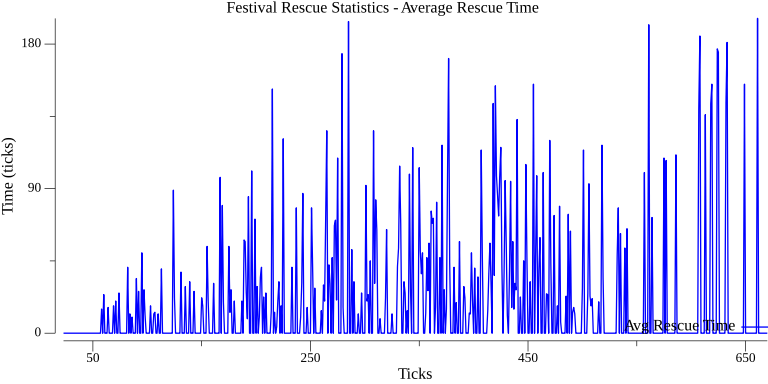 Festival Rescue Statistics - Average Rescue Time
180
90
0
Time (ticks)
Avg Rescue Time
50
250
450
650
Ticks